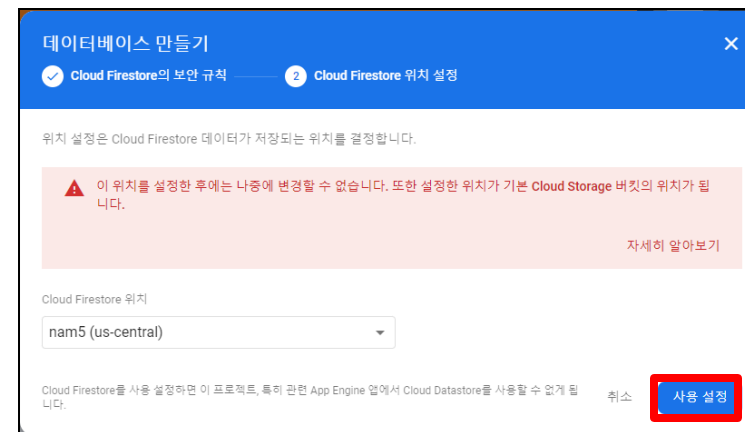 데이터베이스 만들기
Cloud Firestore의 보안 규칙
2 Cloud Firestore 위치 설정
위치 설정은 Cloud Firestore 데이터가 저장되는 위치를 결정합니다.
이 위치를 설정한 후에는 나중에 변경할 수 없습니다. 또한 설정한 위치가 기본 Cloud Storage 버킷의 위치가 됩
니다.
자세히 알아보기
Cloud Firestore 위치
nam5 (us-central)
Cloud Firestore를 사용 설정하면 이 프로젝트, 특히 관련 App Engine 앱에서 Cloud Datastore를 사용할 수 없게 됩
니다.
취소
사용 설정